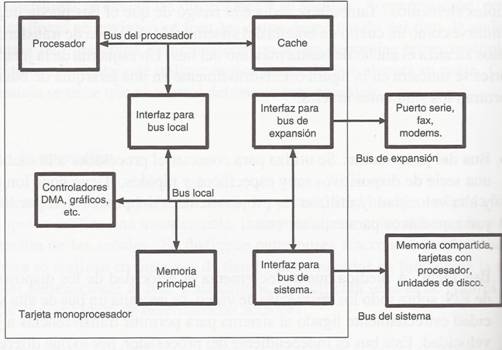 Procesador
Bus del procesador
Cache
Interfaz para
bus local
Interfaz para
bus de
expansión
Puerto serie,
fax,
modems.
Bus de expansión
Controladores
DMA, gráficos,
etc.
Bus local
Memoria
principal
Interfaz para
bus de
sistema.
Memoria compartida,
tarjetas con
procesador,
unidades de disco.
Tarjeta monoprocesador
Bus del sistema